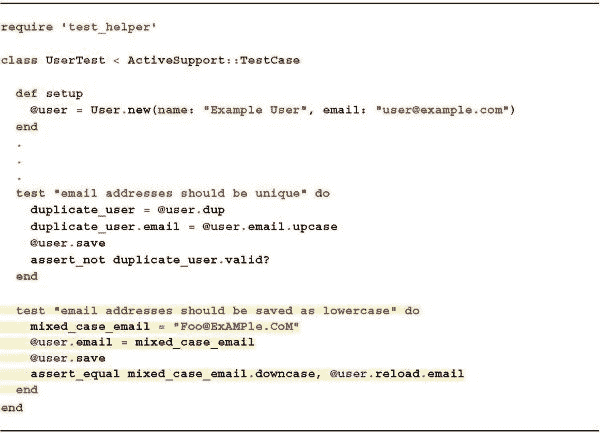 require 'test_helper'
class UserTest < ActiveSupport::TestCase
def setup
@user = User.new(name: "Example User", email: "user@example.com")
end
.
.
.
test "email addresses should be unique" do
duplicate_user = @user.dup
duplicate_user.email = @user.email.upcase
@user.save
assert_not duplicate_user.valid?
end
test "email addresses should be saved as lowercase" do
mixed_case_email = "Foo@ExAMPle.CoM"
@user.email = mixed_case_email
@user.save
assert_equal mixed_case_email.downcase, @user.reload.email
end
end